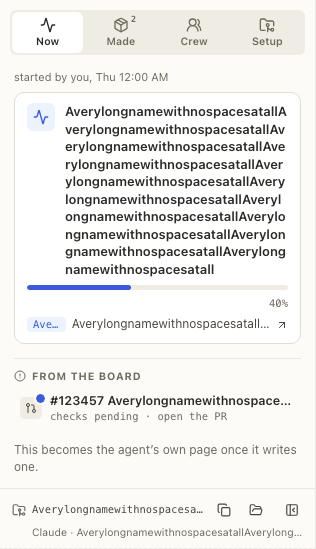 2
Now Made Crew Setup
started by you, Thu 12:00 AM
AverylongnamewithnospacesatallA
verylongnamewithnospacesatallAv
erylongnamewithnospacesatallAve
rylongnamewithnospacesatallAver
ylongnamewithnospacesatallAvery
longnamewithnospacesatallAveryl
ongnamewithnospacesatallAverylo
ngnamewithnospacesatallAverylon
gnamewithnospacesatallAverylong
namewithnospacesatall
40%
Ave… Averylongnamewithnospacesatall…
FROM THE BOARD
#123457 Averylongnamewithnospace...
checks pending · open the PR
This becomes the agent’s own page once it writes
one.
Averylongnamewithnospacesa…
Claude · AverylongnamewithnospacesatallAverylong…